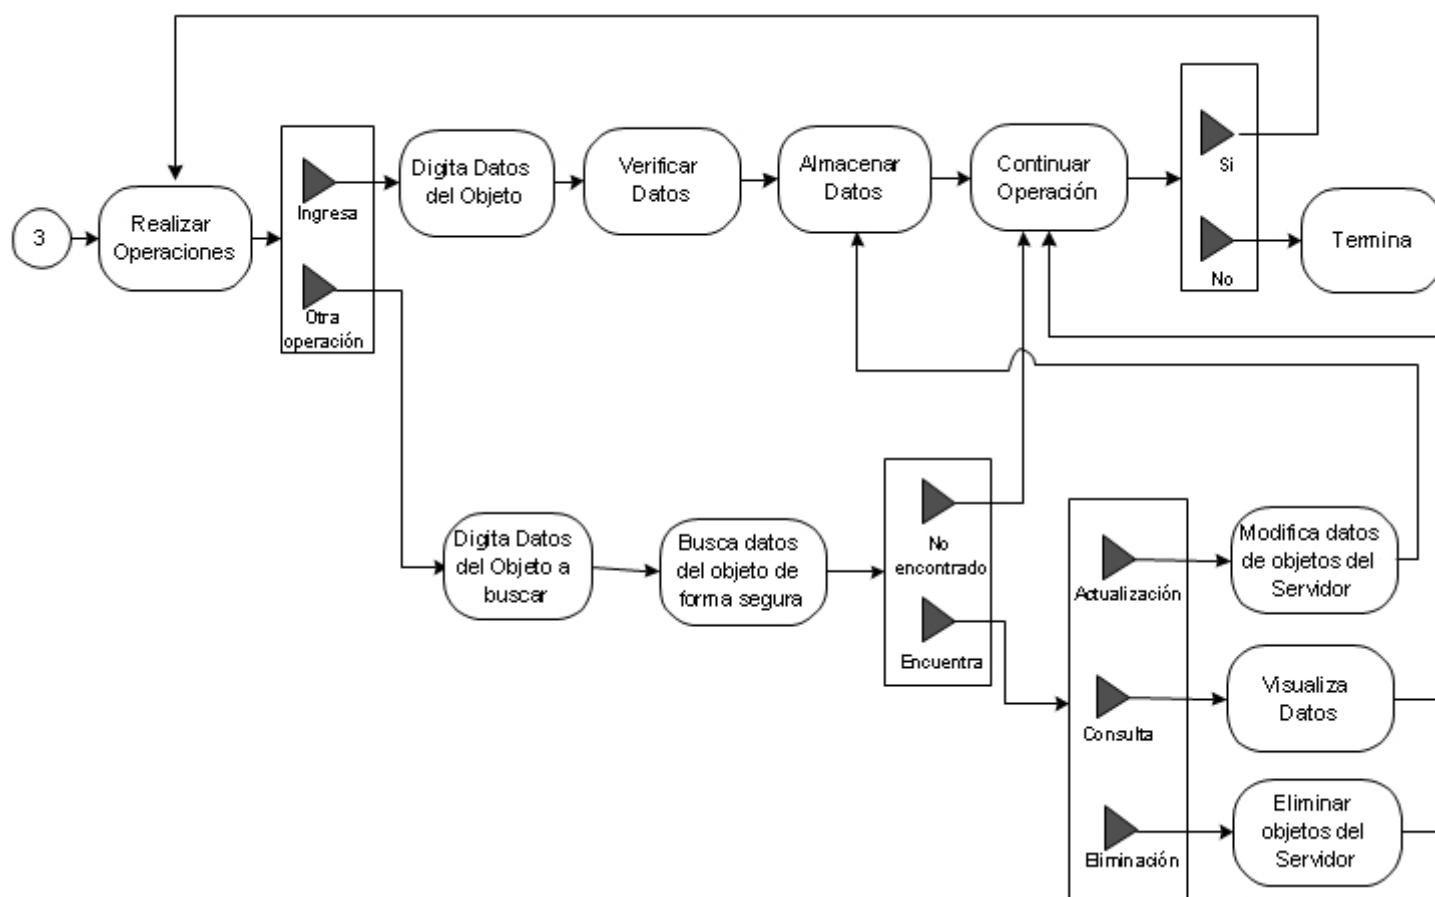 3
Realizar
Operaciones
Ingresa
Otra
operación
Digita Datos
del Objeto
Verificar
Datos
Almacenar
Datos
Continuar
Operación
Si
No
Termina
Digita Datos
del Objeto a
buscar
Busca datos
del objeto de
forma segura
No
encontrado
Encuentra
Actualización
Consulta
Eliminación
Modifica datos
de objetos del
Servidor
Visualiza
Datos
Eliminar
objetos del
Servidor